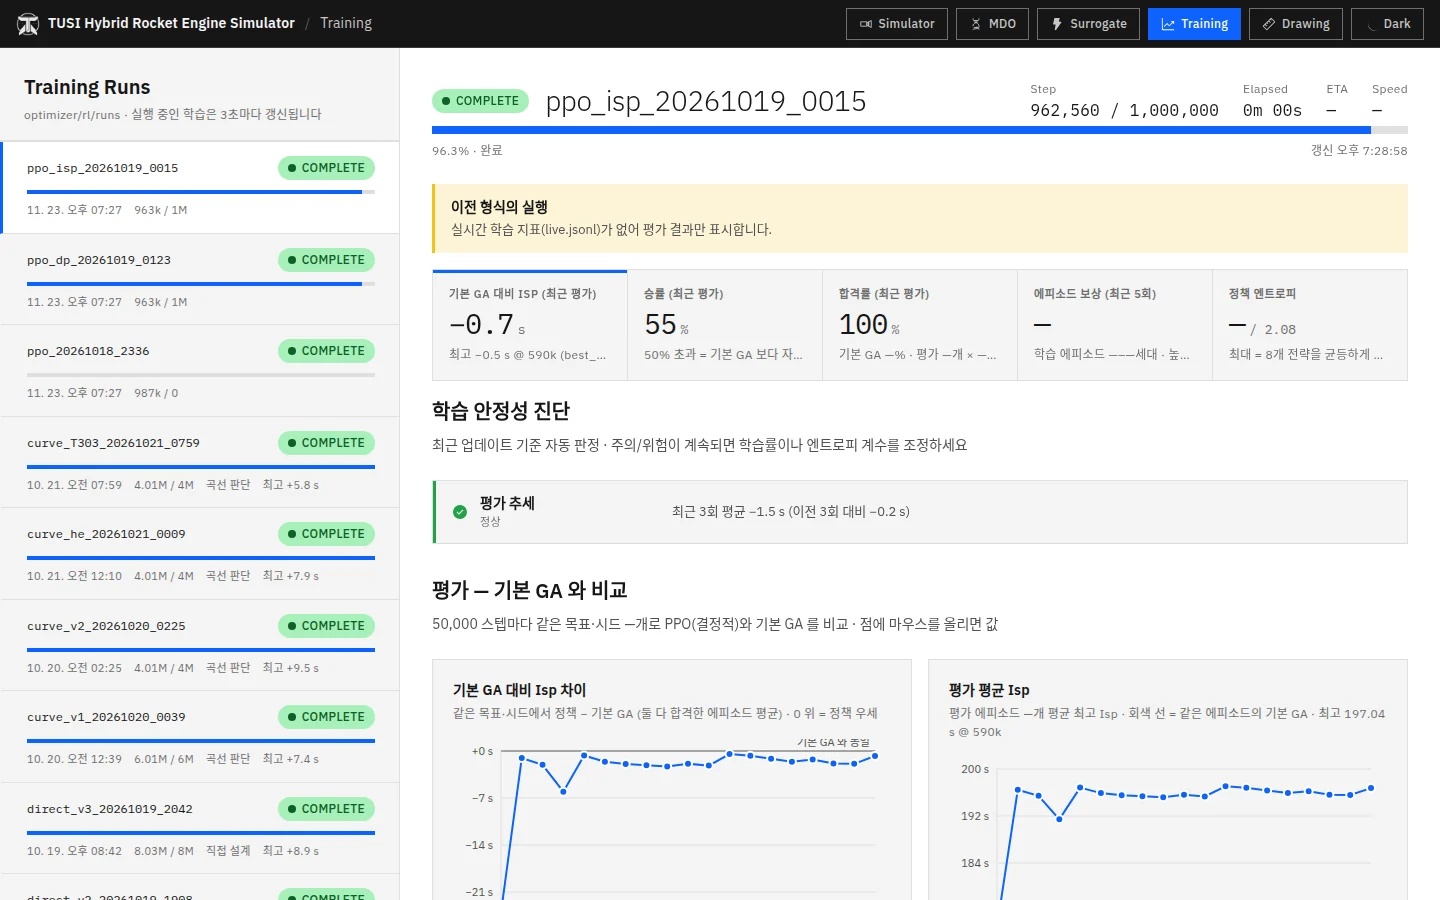 TUSI Hybrid Rocket Engine Simulator / Training
Simulator
MDO
Surrogate
Training
Drawing
Dark
Training Runs
optimizer/rl/runs · 실행 중인 학습은 3초마다 갱신됩니다
ppo_isp_20261019_0015
COMPLETE
11. 23. 오후 07:27 963k / 1M
ppo_dp_20261019_0123
COMPLETE
11. 23. 오후 07:27 963k / 1M
ppo_20261018_2336
COMPLETE
11. 23. 오후 07:27 987k / 0
curve_T303_20261021_0759
COMPLETE
10. 21. 오전 07:59 4.01M / 4M 곡선 판단 최고 +5.8 s
curve_he_20261021_0009
COMPLETE
10. 21. 오전 12:10 4.01M / 4M 곡선 판단 최고 +7.9 s
curve_v2_20261020_0225
COMPLETE
10. 20. 오전 02:25 4.01M / 4M 곡선 판단 최고 +9.5 s
curve_v1_20261020_0039
COMPLETE
10. 20. 오전 12:39 6.01M / 6M 곡선 판단 최고 +7.4 s
direct_v3_20261019_2042
COMPLETE
10. 19. 오후 08:42 8.03M / 8M 직접 설계 최고 +8.9 s
direct_v2_20261019_1908
COMPLETE
COMPLETE
ppo_isp_20261019_0015
Step
962,560 / 1,000,000
Elapsed
0m 00s
ETA
—
Speed
—
96.3% · 완료
갱신 오후 7:28:58
이전 형식의 실행
실시간 학습 지표(live.jsonl)가 없어 평가 결과만 표시합니다.
기본 GA 대비 ISP (최근 평가)
−0.7 s
최고 −0.5 s @ 590k (best_...
승률 (최근 평가)
55 %
50% 초과 = 기본 GA 보다 자...
합격률 (최근 평가)
100 %
기본 GA —% · 평가 —개 × —...
에피소드 보상 (최근 5회)
—
학습 에피소드 —–—세대 · 높...
정책 엔트로피
— / 2.08
최대 = 8개 전략을 균등하게 ...
학습 안정성 진단
최근 업데이트 기준 자동 판정 · 주의/위험이 계속되면 학습률이나 엔트로피 계수를 조정하세요
평가 추세
정상
최근 3회 평균 −1.5 s (이전 3회 대비 −0.2 s)
평가 — 기본 GA 와 비교
50,000 스텝마다 같은 목표·시드 —개로 PPO(결정적)와 기본 GA 를 비교 · 점에 마우스를 올리면 값
기본 GA 대비 Isp 차이
같은 목표·시드에서 정책 − 기본 GA (둘 다 합격한 에피소드 평균) · 0 위 = 정책 우세
기본 GA 와 동일
+0 s
−7 s
−14 s
−21 s
평가 평균 Isp
평가 에피소드 —개 평균 최고 Isp · 회색 선 = 같은 에피소드의 기본 GA · 최고 197.04
s @ 590k
200 s
192 s
184 s